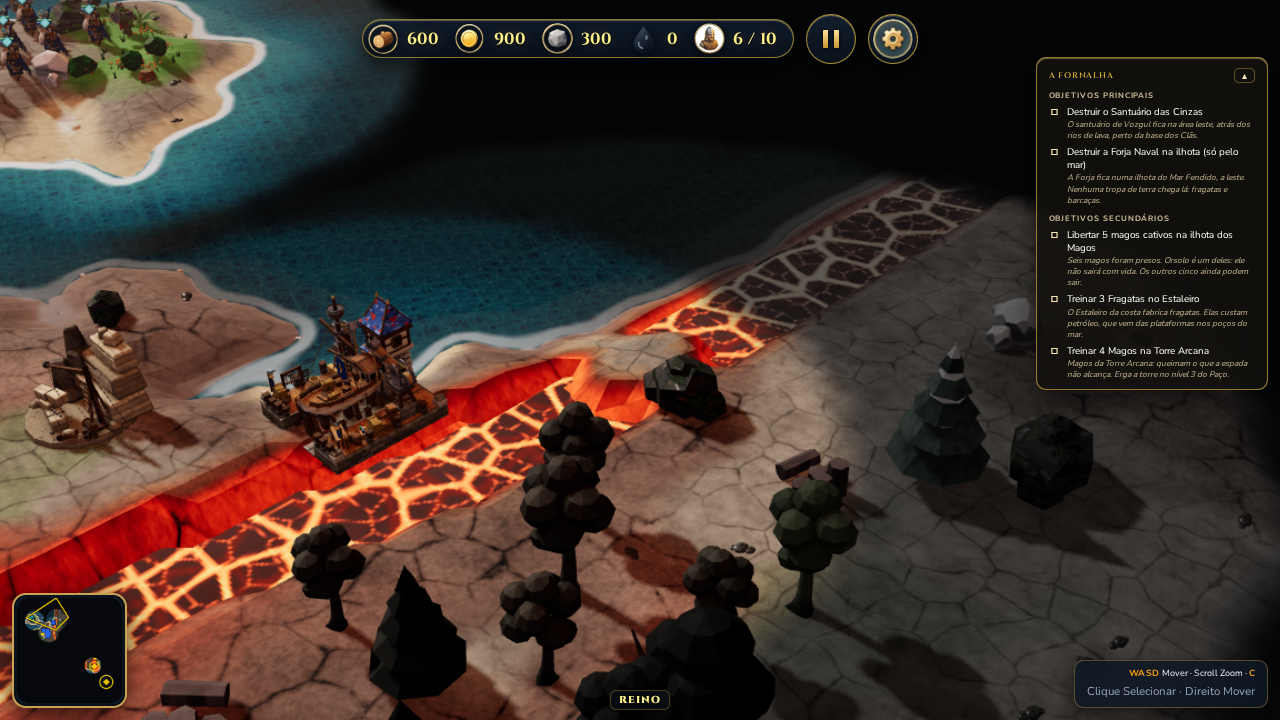 600 900 300 0 6 / 10
A FORNALHA
OBJETIVOS PRINCIPAIS
Destruir o Santuário das Cinzas
O santuário de Vozgul fica na área leste, atrás dos
rios de lava, perto da base dos Clãs.
Destruir a Forja Naval na ilhota (só pelo
mar)
A Forja fica numa ilhota do Mar Fendido, a leste.
Nenhuma tropa de terra chega lá: fragatas e
barcaças.
OBJETIVOS SECUNDÁRIOS
Libertar 5 magos cativos na ilhota dos
Magos
Seis magos foram presos. Orsolo é um deles: ele
não sairá com vida. Os outros cinco ainda podem
sair.
Treinar 3 Fragatas no Estaleiro
O Estaleiro da costa fabrica fragatas. Elas custam
petróleo, que vem das plataformas nos poços do
mar.
Treinar 4 Magos na Torre Arcana
Magos da Torre Arcana: queimam o que a espada
não alcança. Erga a torre no nível 3 do Paço.
WASD Mover · Scroll Zoom · C
Clique Selecionar · Direito Mover
REINO